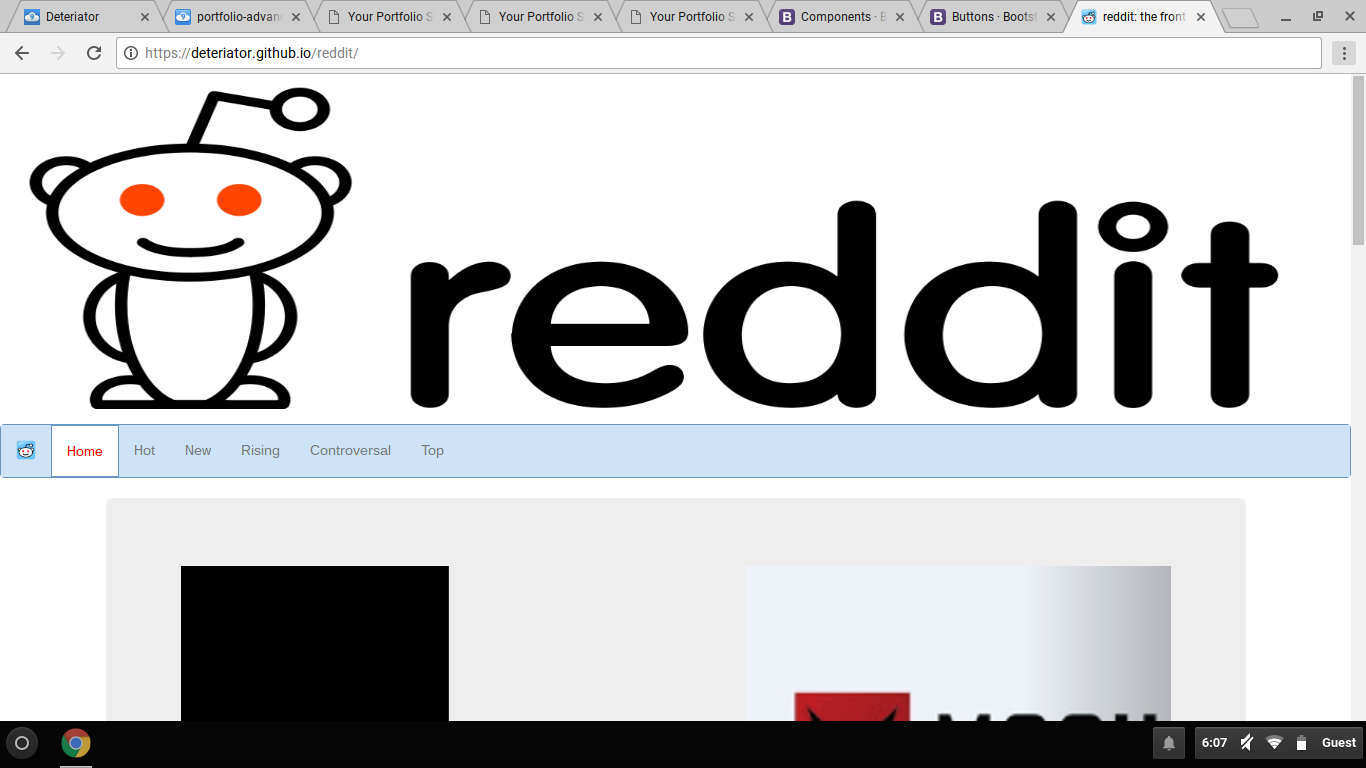 Deteriator
portfolio-advan
Your Portfolio S
Your Portfolio S
Your Portfolio S
Components · B
Buttons · Bootst
reddit: the front
https://deteriator.github.io/reddit/
reddit
Home Hot New Rising Controversal Top
6:07 Guest